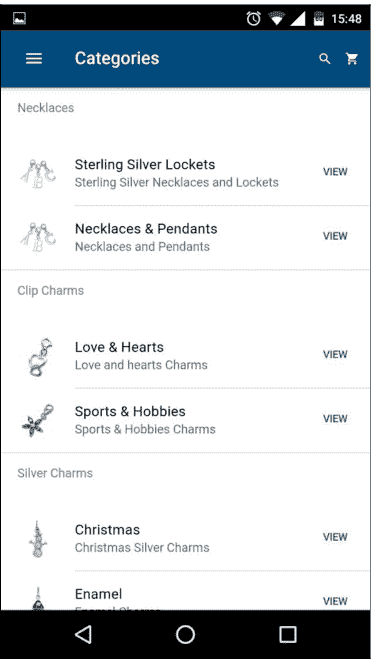 15:48
Categories
Necklaces
Sterling Silver Lockets
Sterling Silver Necklaces and Lockets
VIEW
Necklaces & Pendants
Necklaces and Pendants
VIEW
Clip Charms
Love & Hearts
Love and hearts Charms
VIEW
Sports & Hobbies
Sports & Hobbies Charms
VIEW
Silver Charms
Christmas
Christmas Silver Charms
VIEW
Enamel
Enamel Charms
VIEW